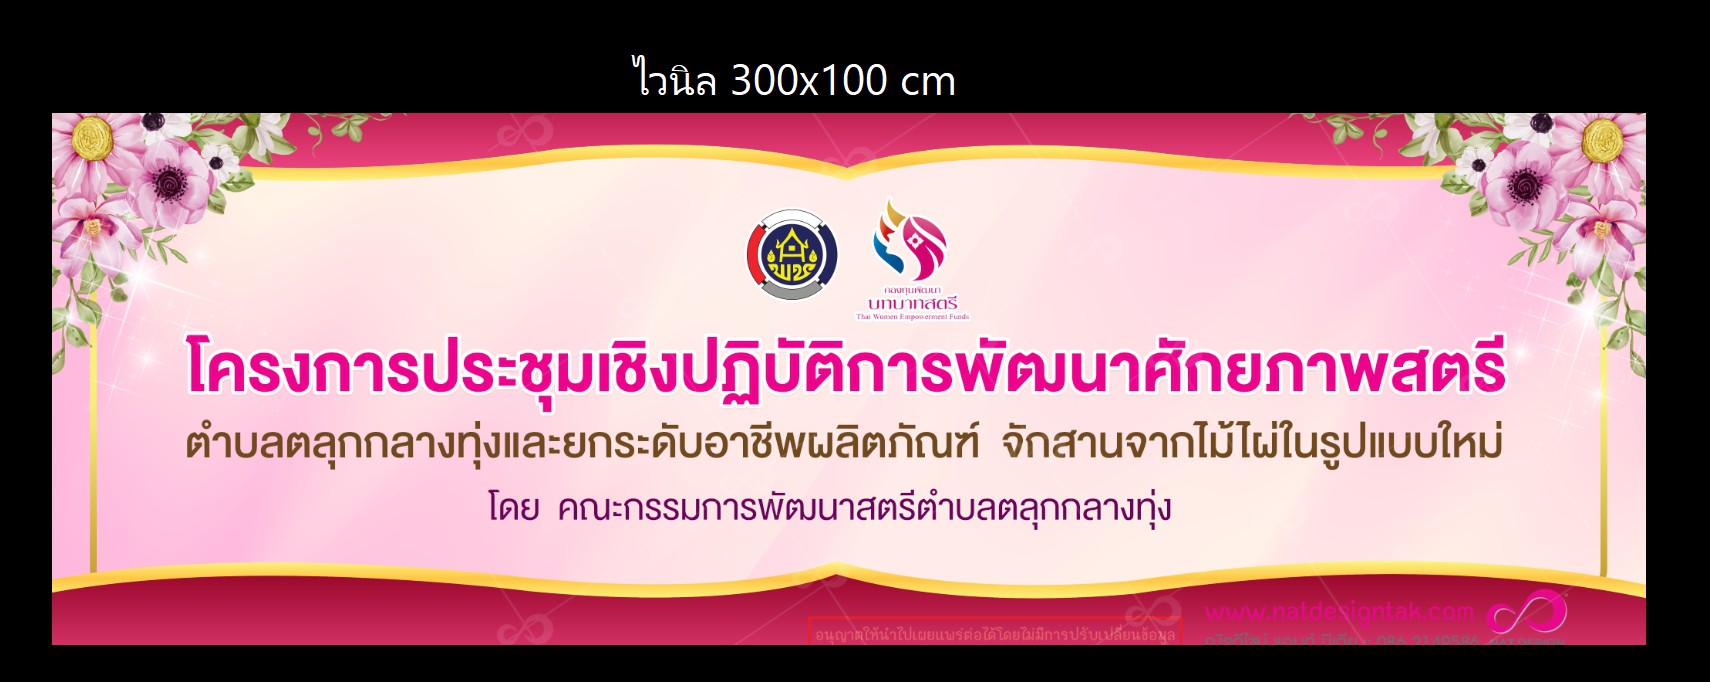 ไวนิล 300x100 cm
พช
กองทุนพัฒนา
บทบาทสตรี
Thai Women Empowerment Funds
โครงการประชุมเชิงปฏิบัติการพัฒนาศักยภาพสตรี
ตำบลตลุกกลางทุ่งและยกระดับอาชีพผลิตภัณฑ์ จักสานจากไม้ไผ่ในรูปแบบใหม่
โดย คณะกรรมการพัฒนาสตรีตำบลตลุกกลางทุ่ง
www.natdesigntak.com
อนุญาตให้นำไปเผยแพร่ต่อได้โดยไม่มีการปรับเปลี่ยนข้อมูล